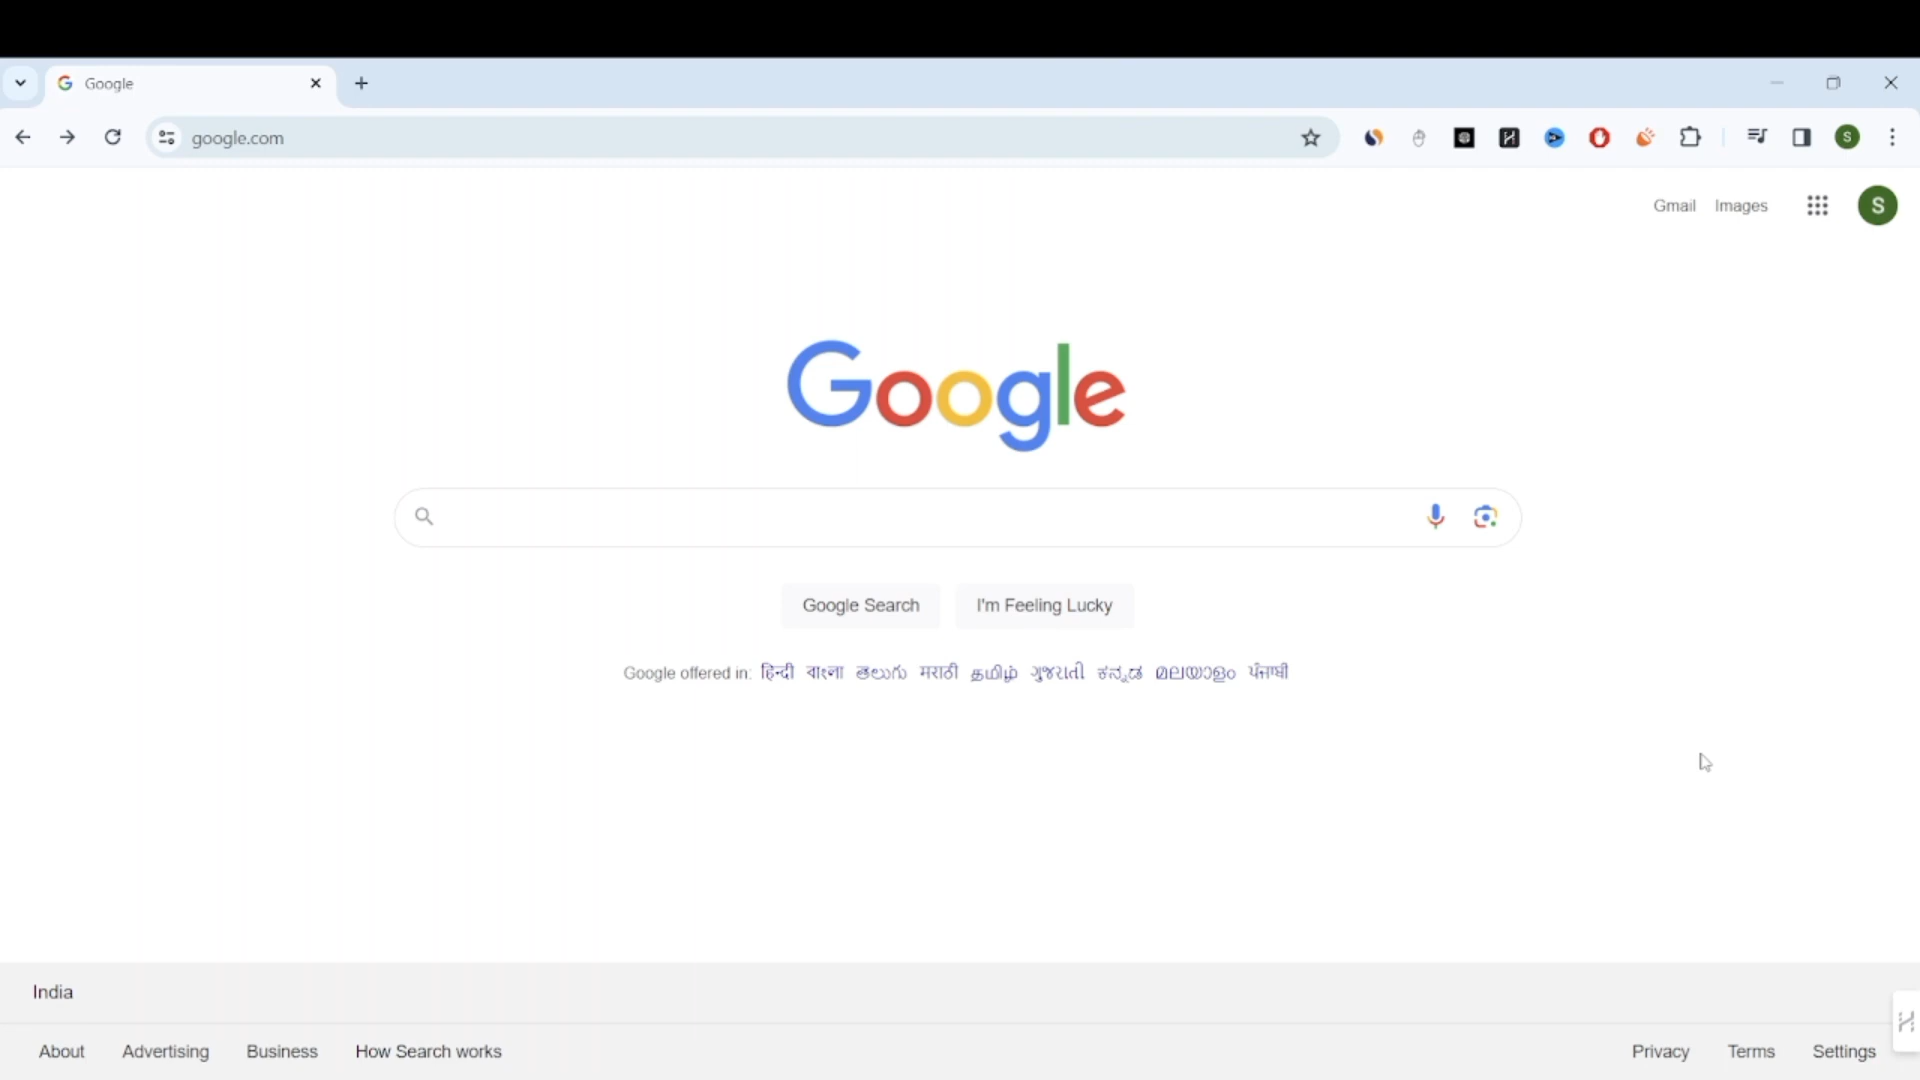 Google
google.com
S
Gmail Images S
Google
Google Search I'm Feeling Lucky
Google offered in: हिन्दी বাংলা తెలుగు मराठी தமிழ் ગુજરાતી ಕನ್ನಡ മലയാളം ਪੰਜਾਬੀ
India
About Advertising Business How Search works Privacy Terms Settings